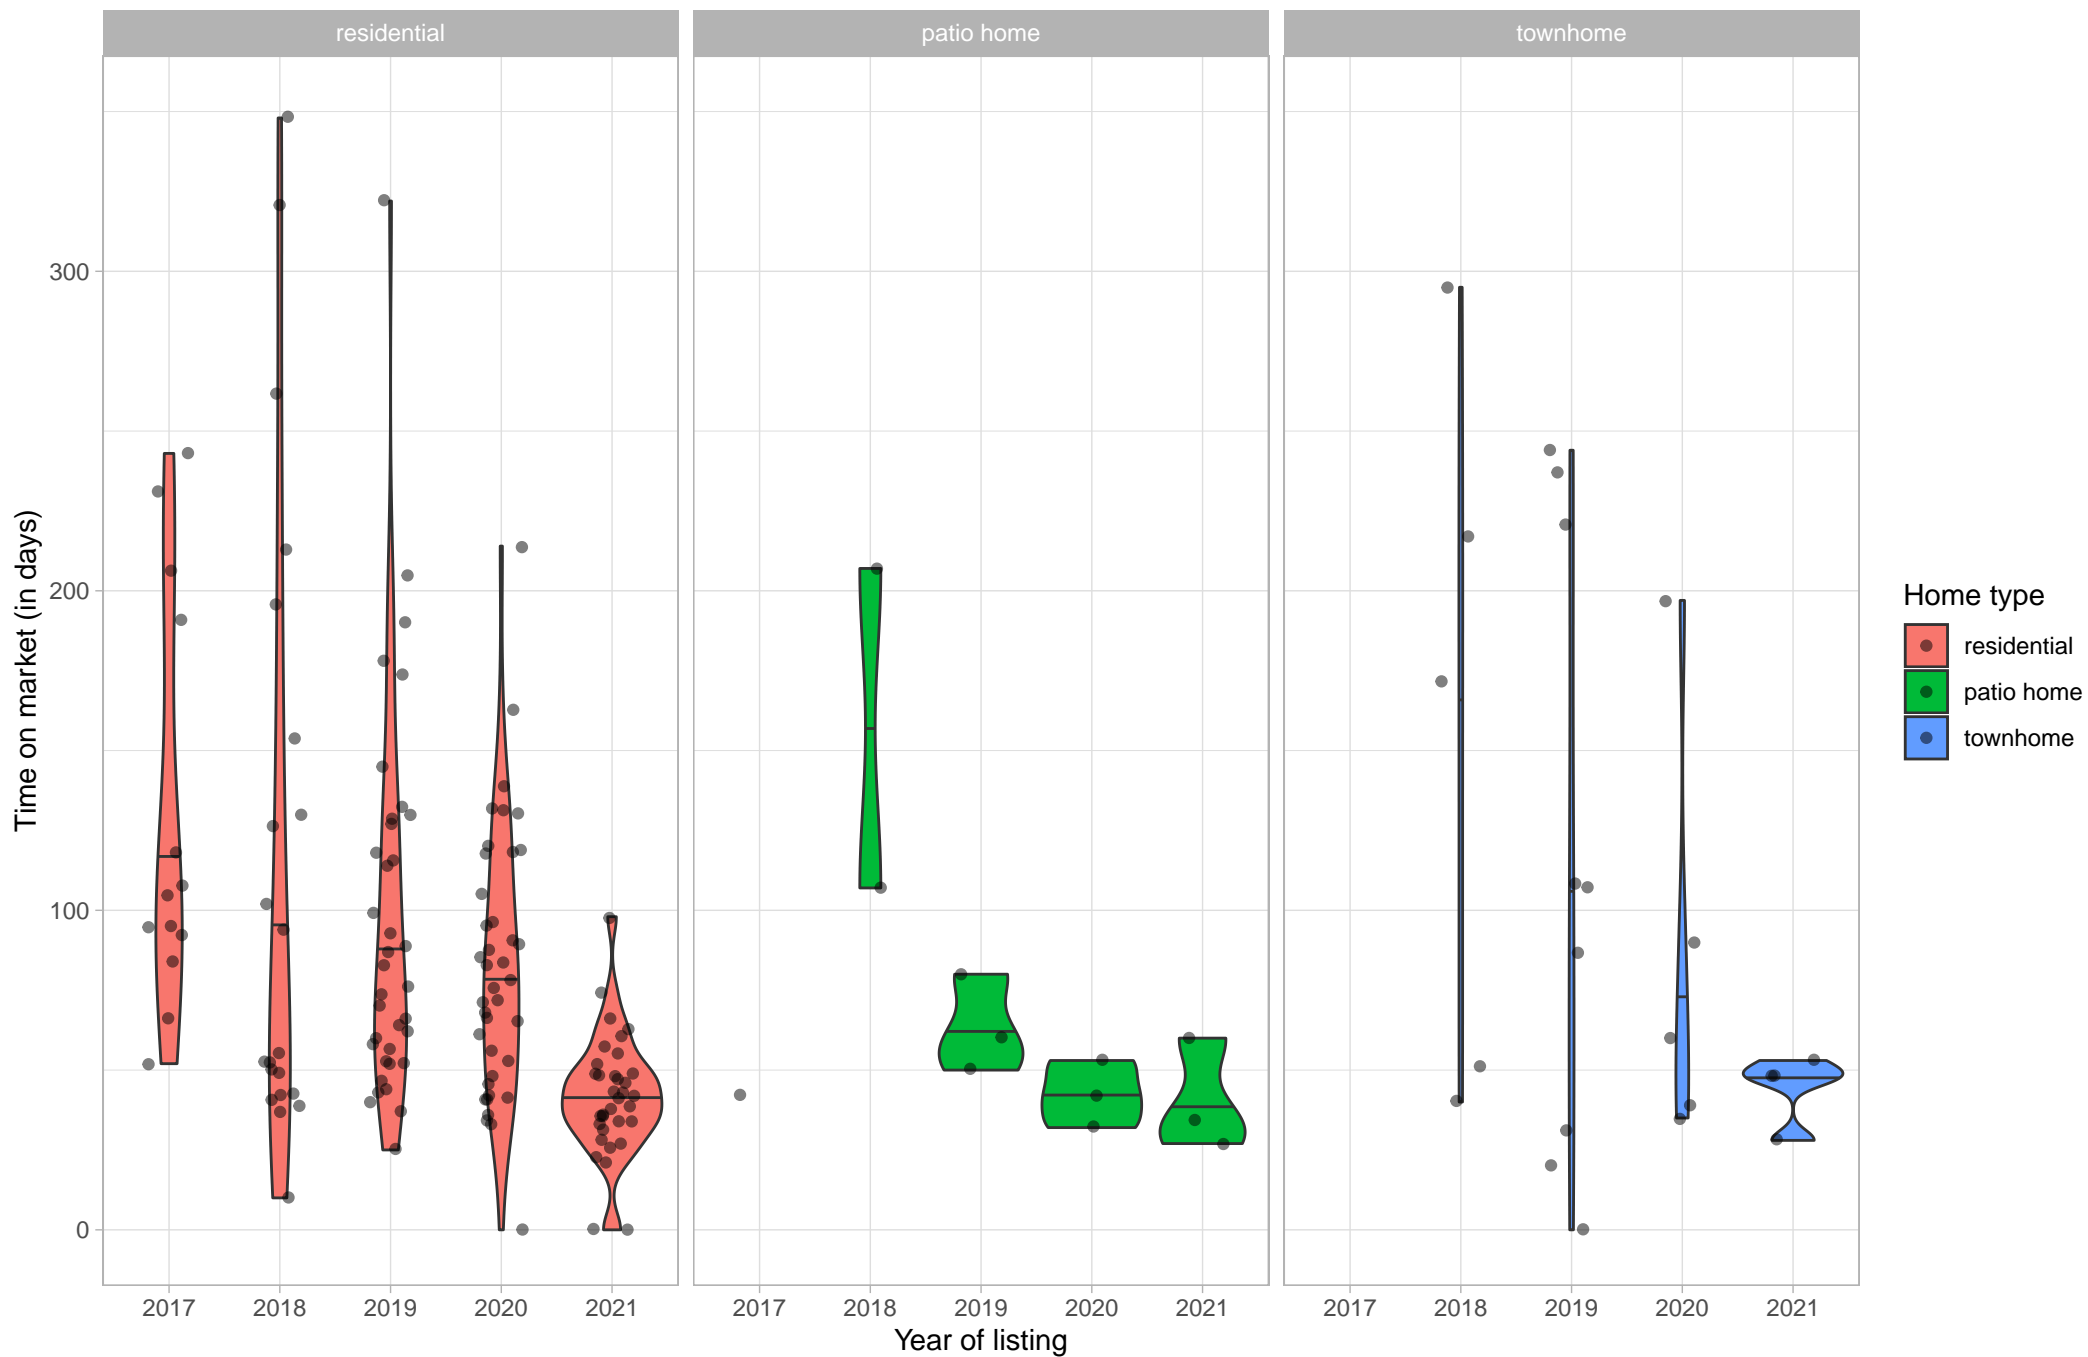 residential patio home townhome
Time on market (in days)
300
200
100
0
2017 2018 2019 2020 2021 2017 2018 2019 2020 2021 2017 2018 2019 2020 2021
Year of listing
Home type
residential
patio home
townhome